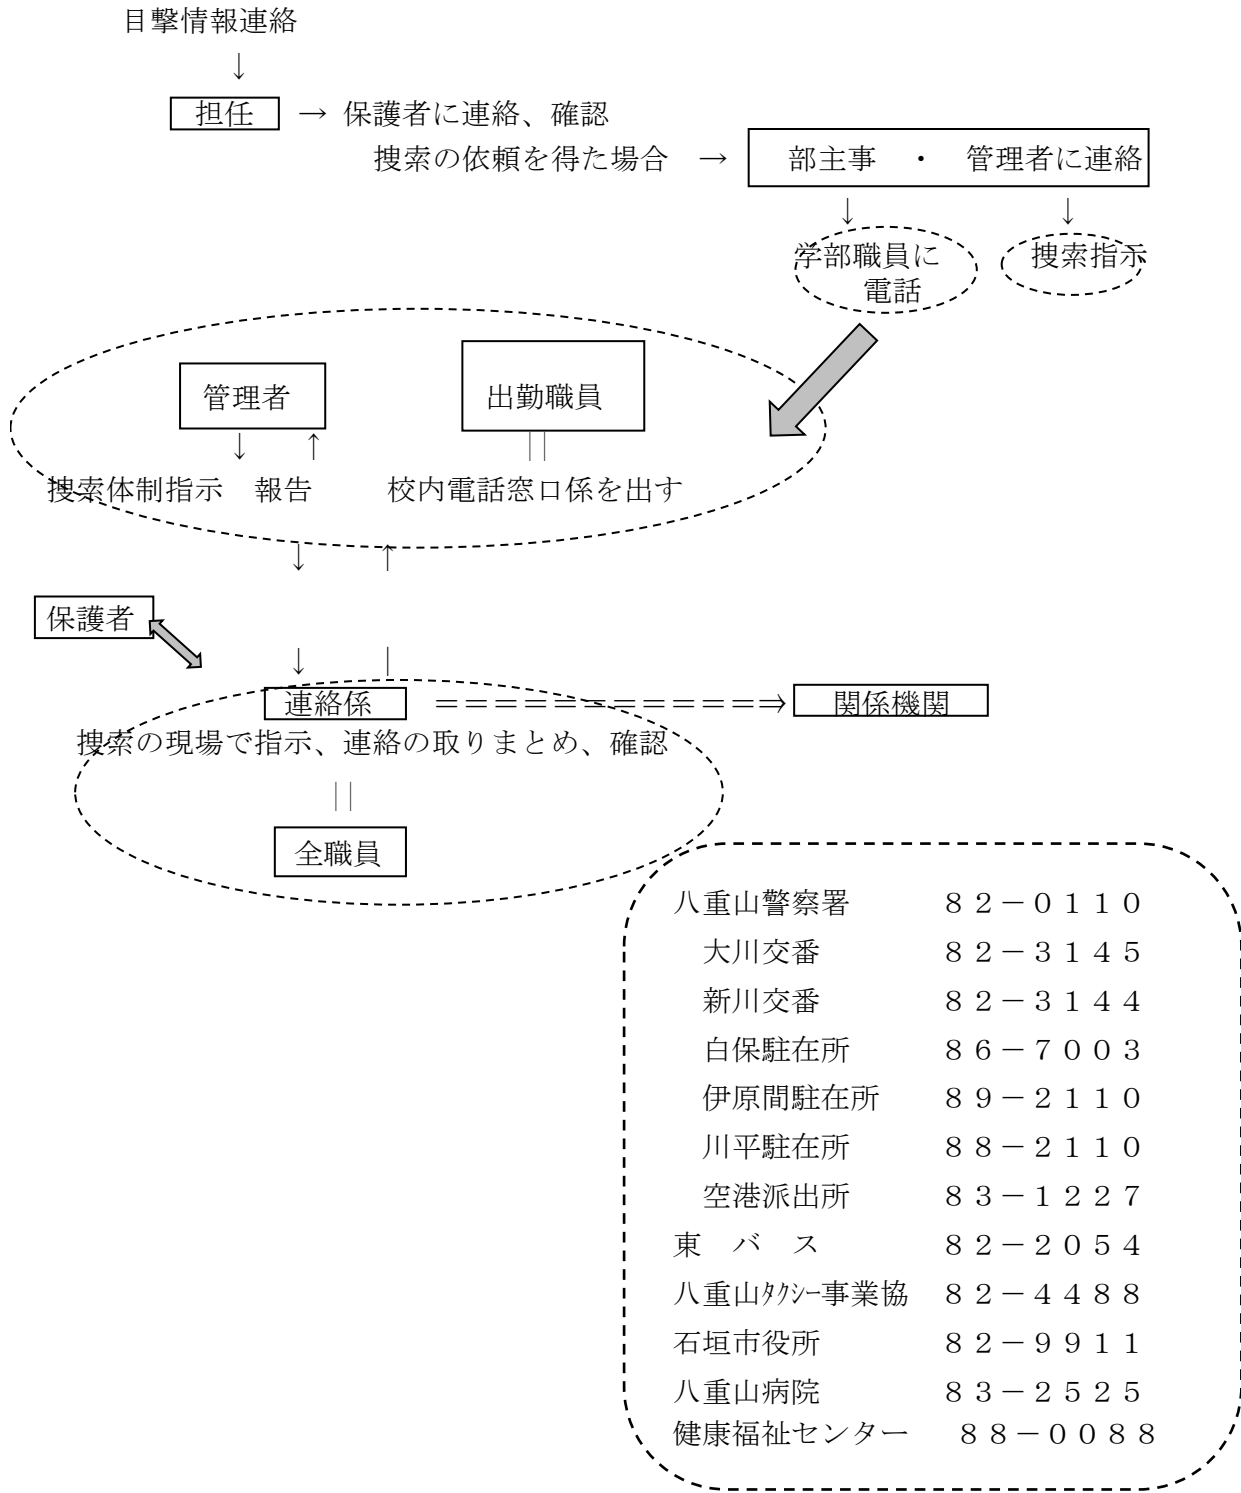 目撃情報連絡
↓
担任 → 保護者に連絡、確認
捜索の依頼を得た場合 → 部主事 ・ 管理者に連絡
↓ ↓
学部職員に 捜索指示
電話
管理者 出勤職員
↓ ↑ ||
捜索体制指示 報告 校内電話窓口係を出す
↓ ↑
保護者
↓ |
連絡係 ============⇒ 関係機関
捜索の現場で指示、連絡の取りまとめ、確認
||
全職員
八重山警察署 82-0110
大川交番 82-3145
新川交番 82-3144
白保駐在所 86-7003
伊原間駐在所 89-2110
川平駐在所 88-2110
空港派出所 83-1227
東 バ ス 82-2054
八重山ﾀｸｼｰ事業協 82-4488
石垣市役所 82-9911
八重山病院 83-2525
健康福祉センター 88-0088